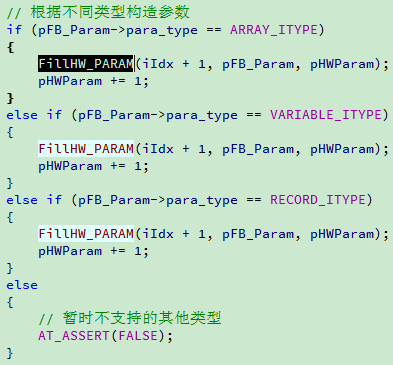 // 根据不同类型构造参数
if (pFB_Param->para_type == ARRAY_ITYPE)
{
    FillHW_PARAM(iIdx + 1, pFB_Param, pHWParam);
    pHWParam += 1;
}
else if (pFB_Param->para_type == VARIABLE_ITYPE)
{
    FillHW_PARAM(iIdx + 1, pFB_Param, pHWParam);
    pHWParam += 1;
}
else if (pFB_Param->para_type == RECORD_ITYPE)
{
    FillHW_PARAM(iIdx + 1, pFB_Param, pHWParam);
    pHWParam += 1;
}
else
{
    // 暂时不支持的其他类型
    AT_ASSERT(FALSE);
}